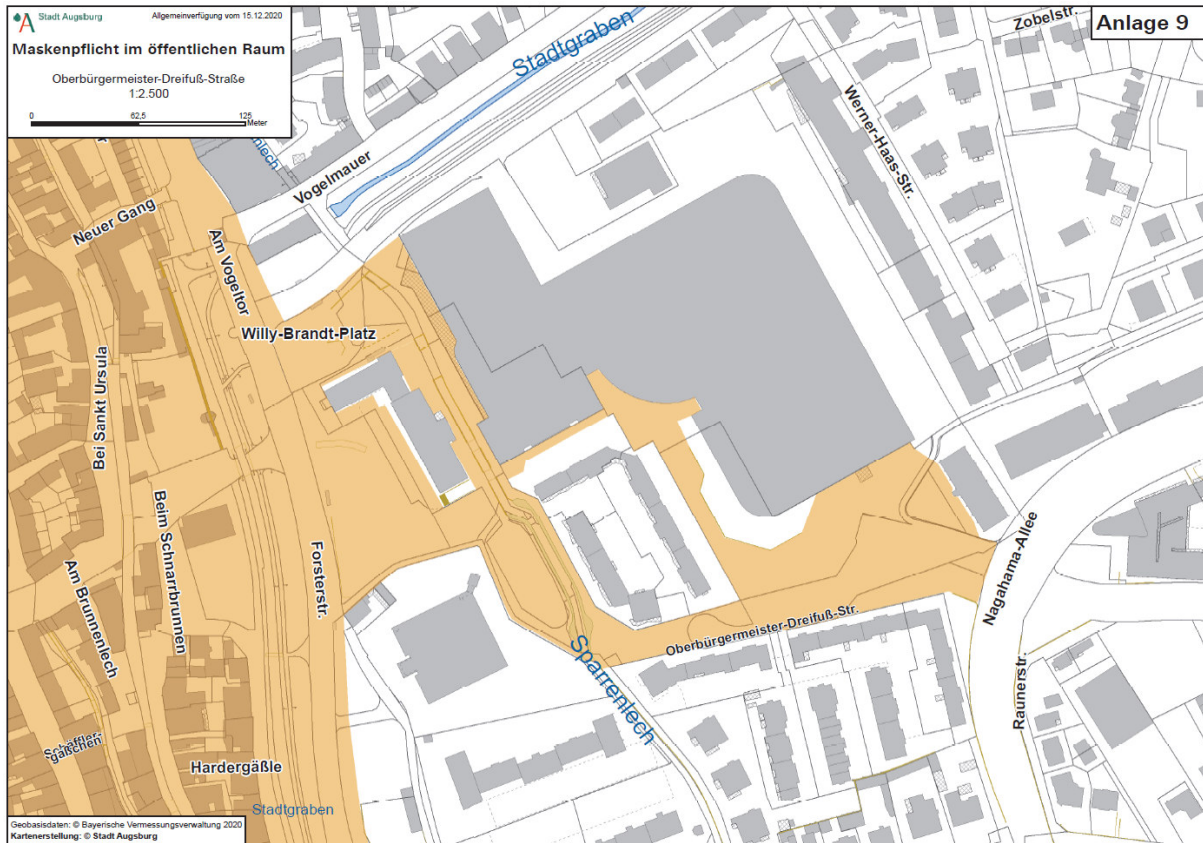 Stadt Augsburg
Allgemeinverfügung vom 15.12.2020
Maskenpflicht im öffentlichen Raum
Oberbürgermeister-Dreifuß-Straße
1:2.500
0 62,5 125
Meter
Anlage 9
Zobelstr.
Stadtgraben
Werner-Haas-Str.
Vogelmauer
Neuer Gang
Am Vogeltor
Willy-Brandt-Platz
Bei Sankt Ursula
Beim Schnarrbrunnen
Forsterstr.
Am Brunnenlech
Nagahama-Allee
Oberbürgermeister-Dreifuß-Str.
Sparrenlech
Raunerstr.
Schäffler-
gäßchen
Hardergäßle
Stadtgraben
Geobasisdaten: © Bayerische Vermessungsverwaltung 2020
Kartenerstellung: © Stadt Augsburg